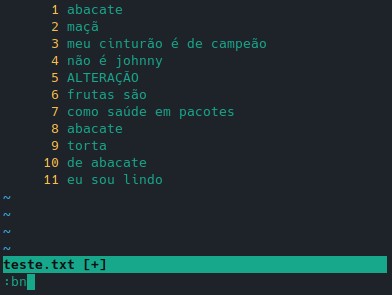 1 abacate
2 maçã
3 meu cinturão é de campeão
4 não é johnny
5 ALTERAÇÃO
6 frutas são
7 como saúde em pacotes
8 abacate
9 torta
10 de abacate
11 eu sou lindo
~
~
~
~
teste.txt [+]
:bn